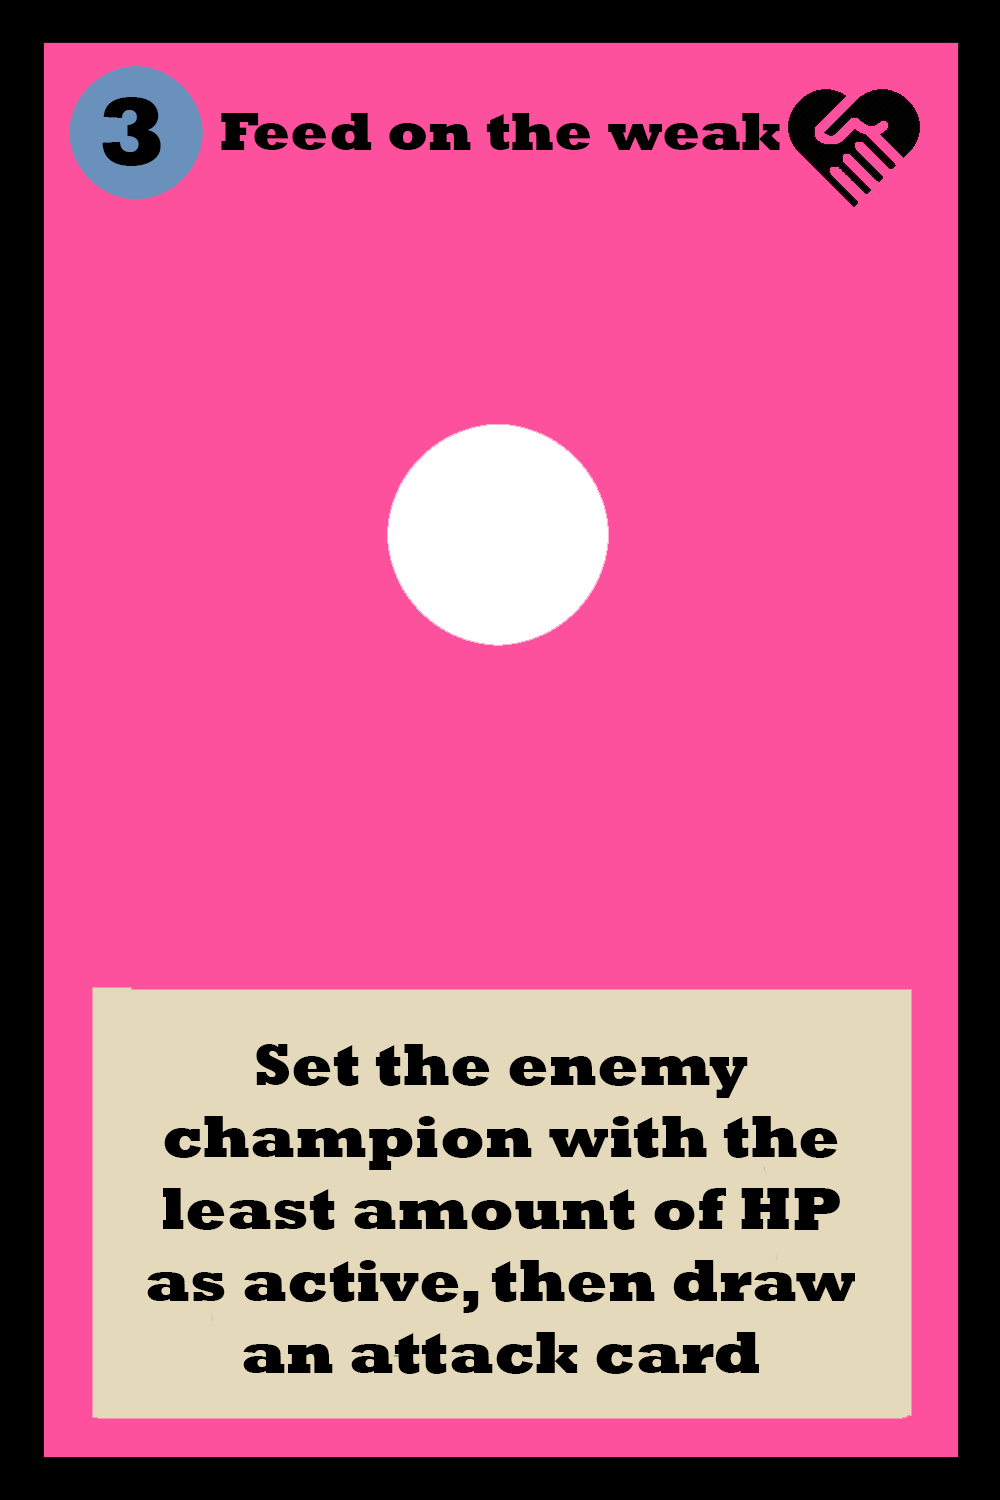 3 Feed on the weak
Set the enemy
champion with the
least amount of HP
as active, then draw
an attack card